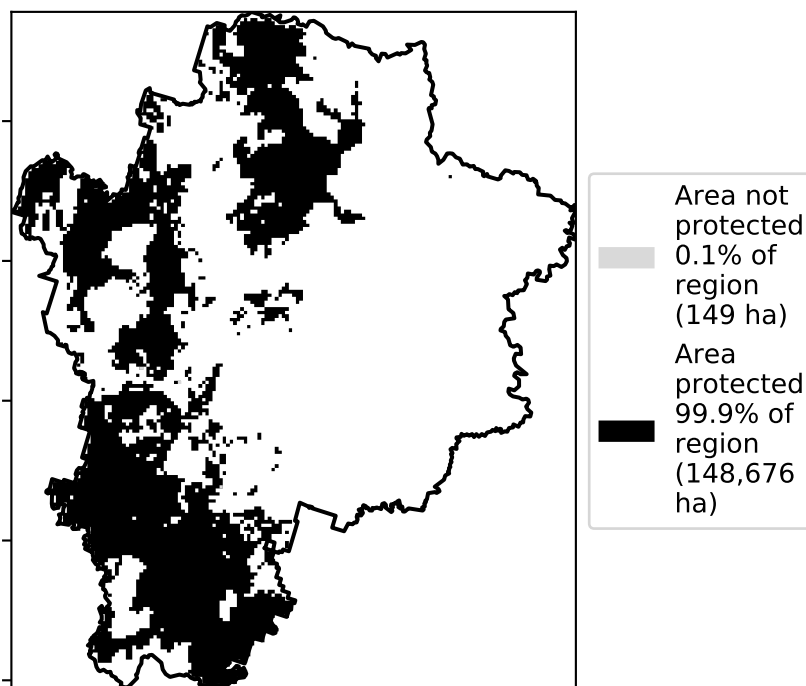 Area not
protected
0.1% of
region
(149 ha)
Area
protected
99.9% of
region
(148,676
ha)